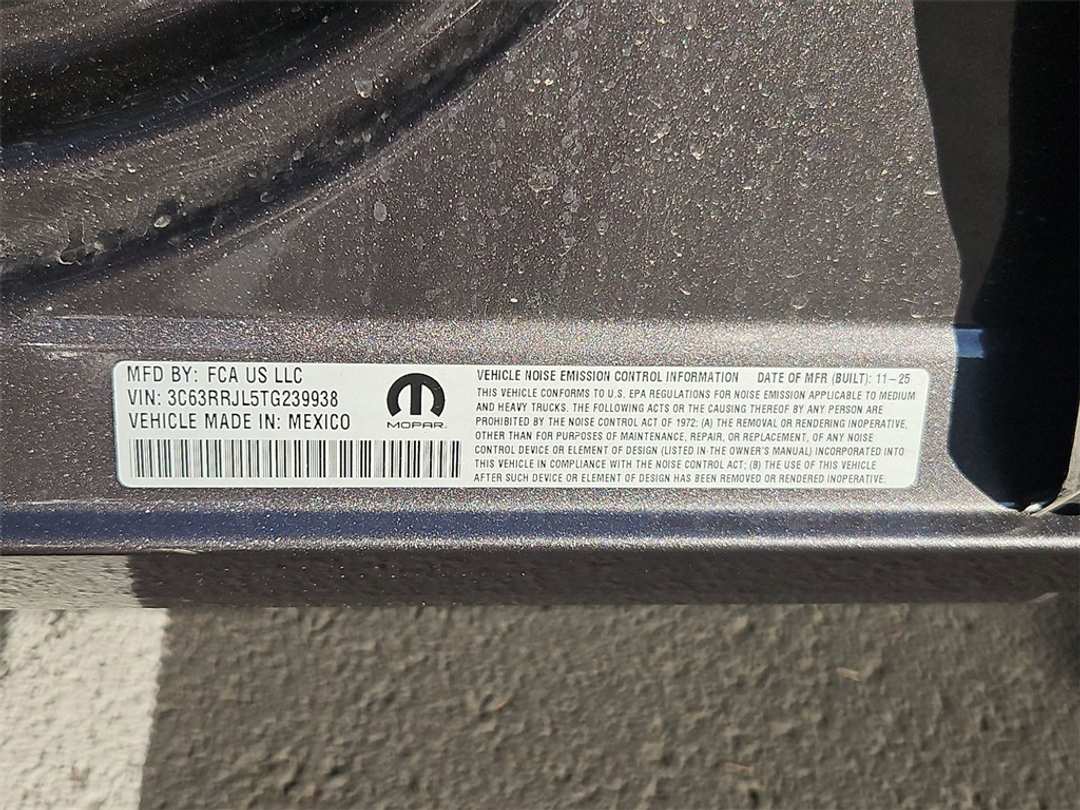 MFD BY: FCA US LLC
VIN: 3C63RRJL5TG239938
VEHICLE MADE IN: MEXICO
MOPAR
VEHICLE NOISE EMISSION CONTROL INFORMATION DATE OF MFR (BUILT): 11-25
THIS VEHICLE CONFORMS TO U.S. EPA REGULATIONS FOR NOISE EMISSION APPLICABLE TO MEDIUM
AND HEAVY TRUCKS. THE FOLLOWING ACTS OR THE CAUSING THEREOF BY ANY PERSON ARE
PROHIBITED BY THE NOISE CONTROL ACT OF 1972: (A) THE REMOVAL OR RENDERING INOPERATIVE,
OTHER THAN FOR PURPOSES OF MAINTENANCE, REPAIR, OR REPLACEMENT, OF ANY NOISE
CONTROL DEVICE OR ELEMENT OF DESIGN (LISTED IN THE OWNER'S MANUAL) INCORPORATED INTO
THIS VEHICLE IN COMPLIANCE WITH THE NOISE CONTROL ACT; (B) THE USE OF THIS VEHICLE
AFTER SUCH DEVICE OR ELEMENT OF DESIGN HAS BEEN REMOVED OR RENDERED INOPERATIVE.